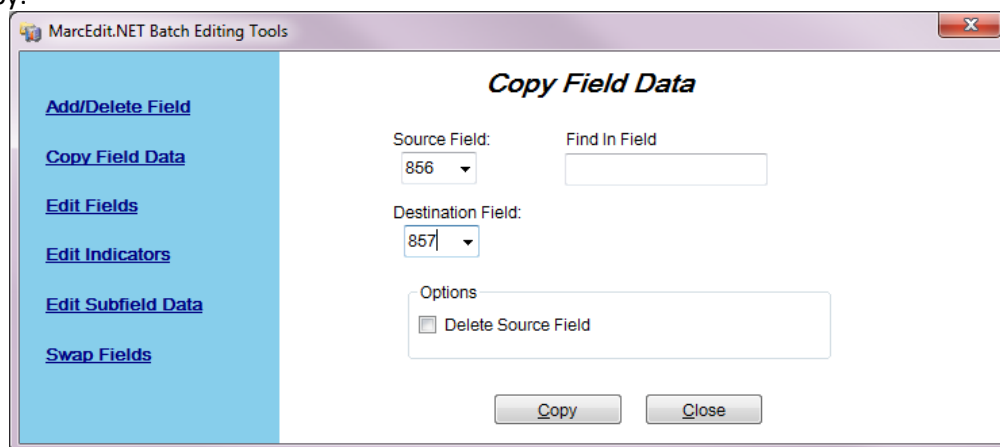 MarcEdit.NET Batch Editing Tools
Copy Field Data
Add/Delete Field
Copy Field Data
Edit Fields
Edit Indicators
Edit Subfield Data
Swap Fields
Source Field: Find In Field
856
Destination Field:
857
Options
Delete Source Field
Copy Close